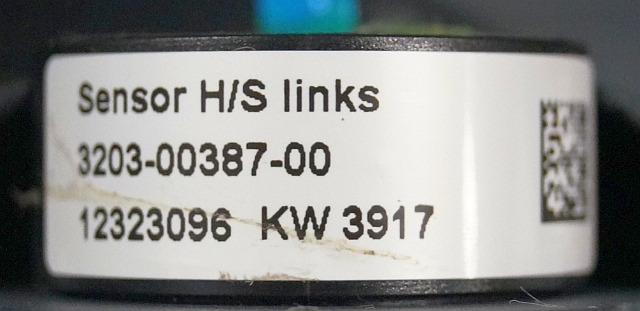 Sensor H/S links
3203-00387-00
12323096 KW 3917